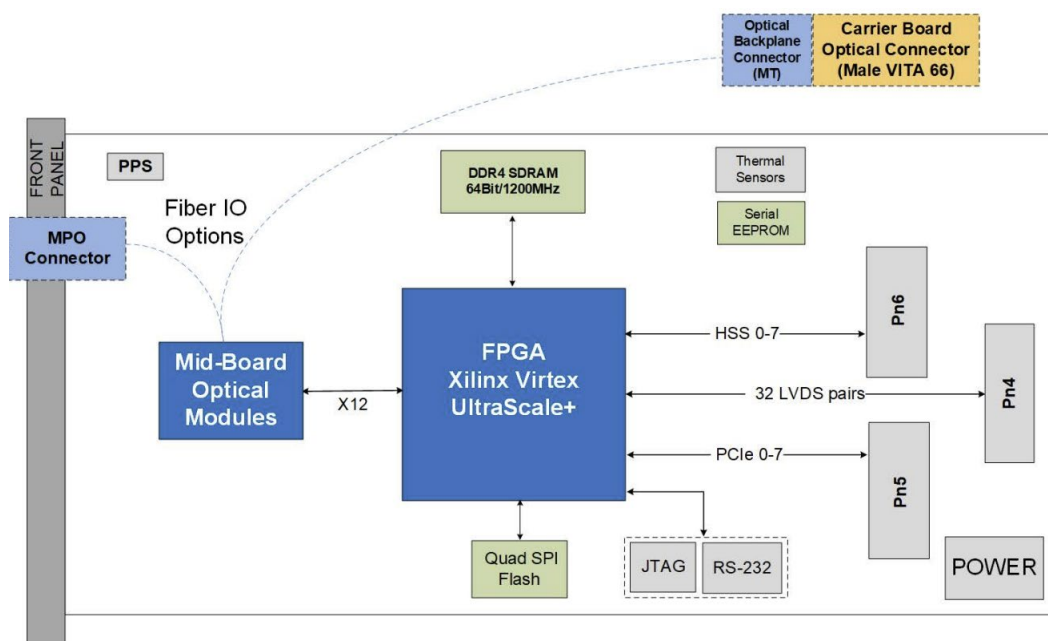 Optical
Backplane
Connector
(MT)
Carrier Board
Optical Connector
(Male VITA 66)
FRONT
PANEL
PPS
DDR4 SDRAM
64Bit/1200MHz
Thermal
Sensors
Serial
EEPROM
Fiber IO
Options
MPO
Connector
Pn6
HSS 0-7
FPGA
Xilinx Virtex
UltraScale+
Mid-Board
Optical
Modules
X12
32 LVDS pairs
Pn4
PCIe 0-7
Pn5
Quad SPI
Flash
JTAG
RS-232
POWER